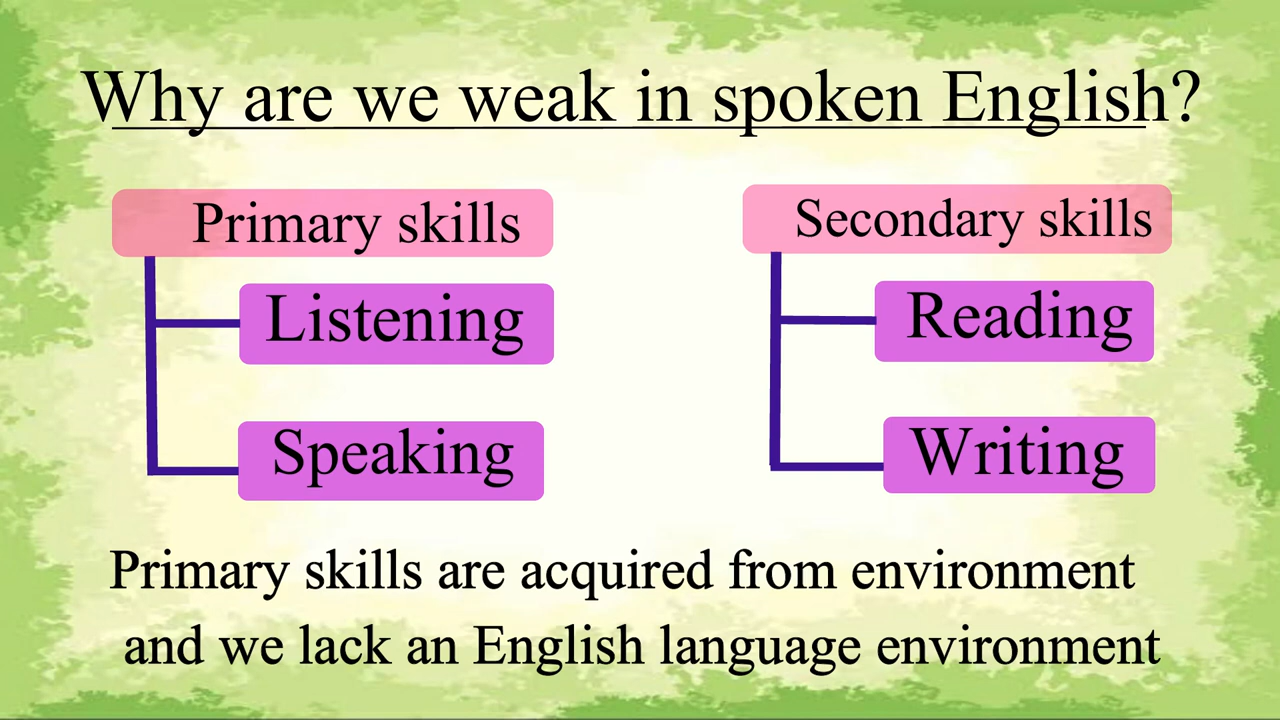 Why are we weak in spoken English?
Primary skills
Listening
Speaking
Secondary skills
Reading
Writing
Primary skills are acquired from environment
and we lack an English language environment